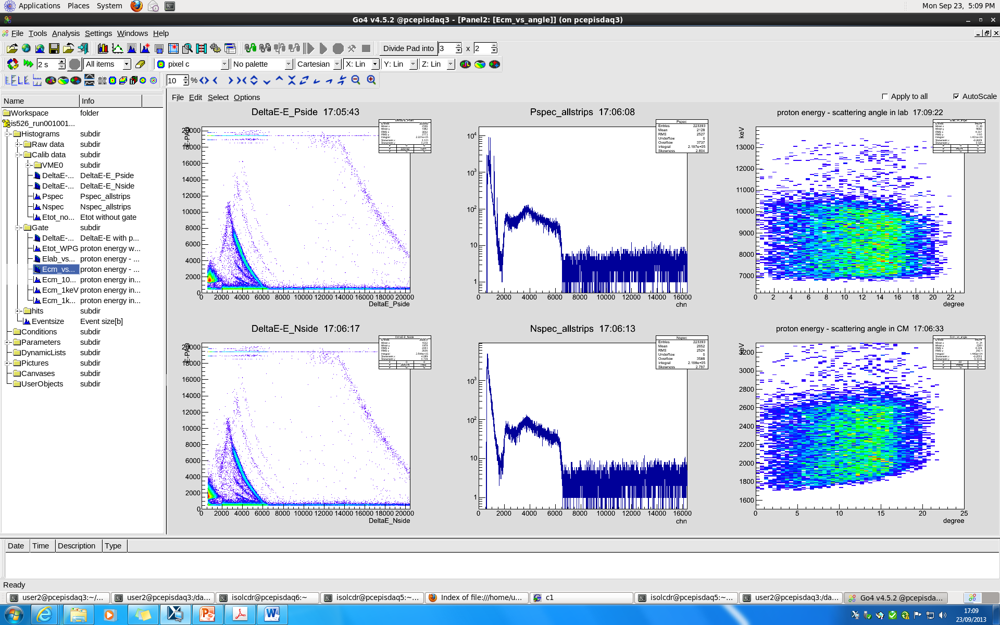 Applications Places System
Mon Sep 23, 5:09 PM
Go4 v4.5.2 @pcepisdaq3 - [Panel2: [Ecm_vs_angle]] (on pcepisdaq3)
File Tools Analysis Settings Windows Help
Divide Pad into 3 x 2
2 s All items pixel c No palette Cartesian X: Lin Y: Lin Z: Lin
10 %
Name Info
Workspace folder
is526_run001001...
Histograms subdir
Raw data subdir
Calib data subdir
VME0 subdir
DeltaE-... DeltaE-E_Pside
DeltaE-... DeltaE-E_Nside
Pspec Pspec_allstrips
Nspec Nspec_allstrips
Etot_no... Etot without gate
Gate subdir
DeltaE-... DeltaE-E with p...
Etot_WPG proton energy w...
Elab_vs... proton energy - ...
Ecm_vs... proton energy - ...
Ecm_10... proton energy in...
Ecm_1keV proton energy in...
Ecm_1k... proton energy in...
hits subdir
Eventsize Event size[b]
Conditions subdir
Parameters subdir
DynamicLists subdir
Pictures subdir
Canvases subdir
UserObjects subdir
File Edit Select Options
Apply to all AutoScale
DeltaE-E_Pside 17:05:43
20000
18000
16000
14000
12000
10000
8000
6000
4000
2000
0
0 2000 4000 6000 8000 10000 12000 14000 16000 18000 20000
DeltaE_Pside
Pspec_allstrips 17:06:08
Pspec
Entries 223393
Mean 2128
RMS 2527
Underflow 0
Overflow 3737
Integral 2.197e+05
Skewness 2.804
10^4
10^3
10^2
10
1
0 2000 4000 6000 8000 10000 12000 14000 16000
chn
proton energy - scattering angle in lab 17:09:22
keV
13000
12000
11000
10000
9000
8000
7000
0 2 4 6 8 10 12 14 16 18 20 22
degree
DeltaE-E_Nside 17:06:17
20000
18000
16000
14000
12000
10000
8000
6000
4000
2000
0
0 2000 4000 6000 8000 10000 12000 14000 16000 18000 20000
DeltaE_Nside
Nspec_allstrips 17:06:13
Nspec
Entries 223393
Mean 2052
RMS 2524
Underflow 0
Overflow 3588
Integral 2.198e+05
Skewness 2.797
10^3
10^2
10
1
0 2000 4000 6000 8000 10000 12000 14000 16000
chn
proton energy - scattering angle in CM 17:06:33
keV
3200
3000
2800
2600
2400
2200
2000
1800
1600
0 5 10 15 20 25
degree
Date Time Description Type
Ready
user2@pcepisdaq3:~/... user2@pcepisdaq3:/da... isolcdr@pcepisdaq6:~ isolcdr@pcepisdaq5:~... Index of file:///home/u... c1 isolcdr@pcepisdaq5:~... user2@pcepisdaq3:/da... Go4 v4.5.2 @pcepisda...
17:09
23/09/2013